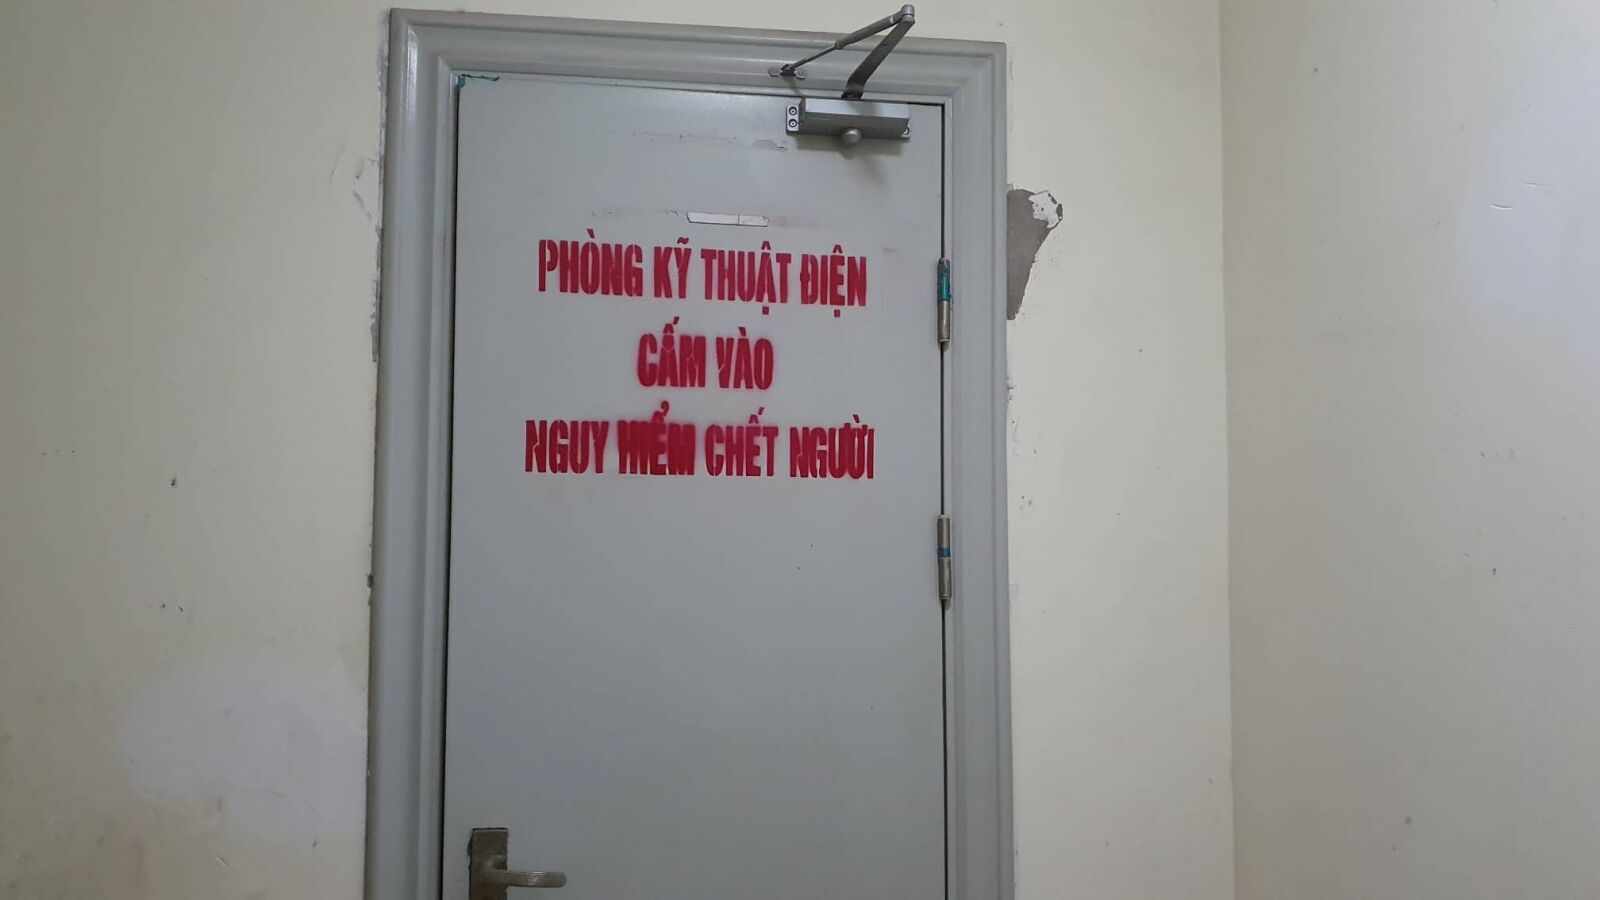 PHÒNG KỸ THUẬT ĐIỆN
CẤM VÀO
NGUY HIỂM CHẾT NGƯỜI